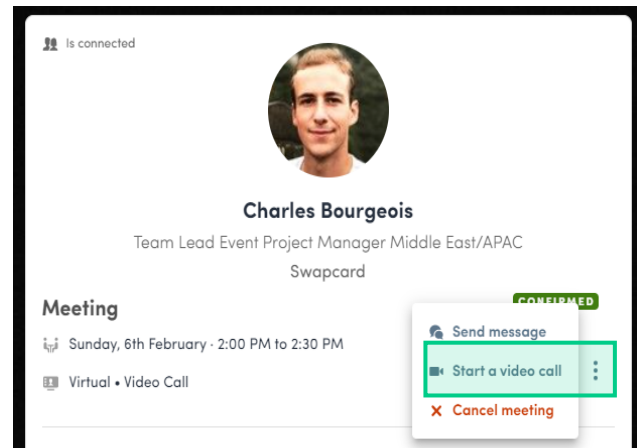 Is connected
Charles Bourgeois
Team Lead Event Project Manager Middle East/APAC
Swapcard
Meeting
CONFIRMED
Sunday, 6th February - 2:00 PM to 2:30 PM
Virtual • Video Call
Send message
Start a video call
Cancel meeting